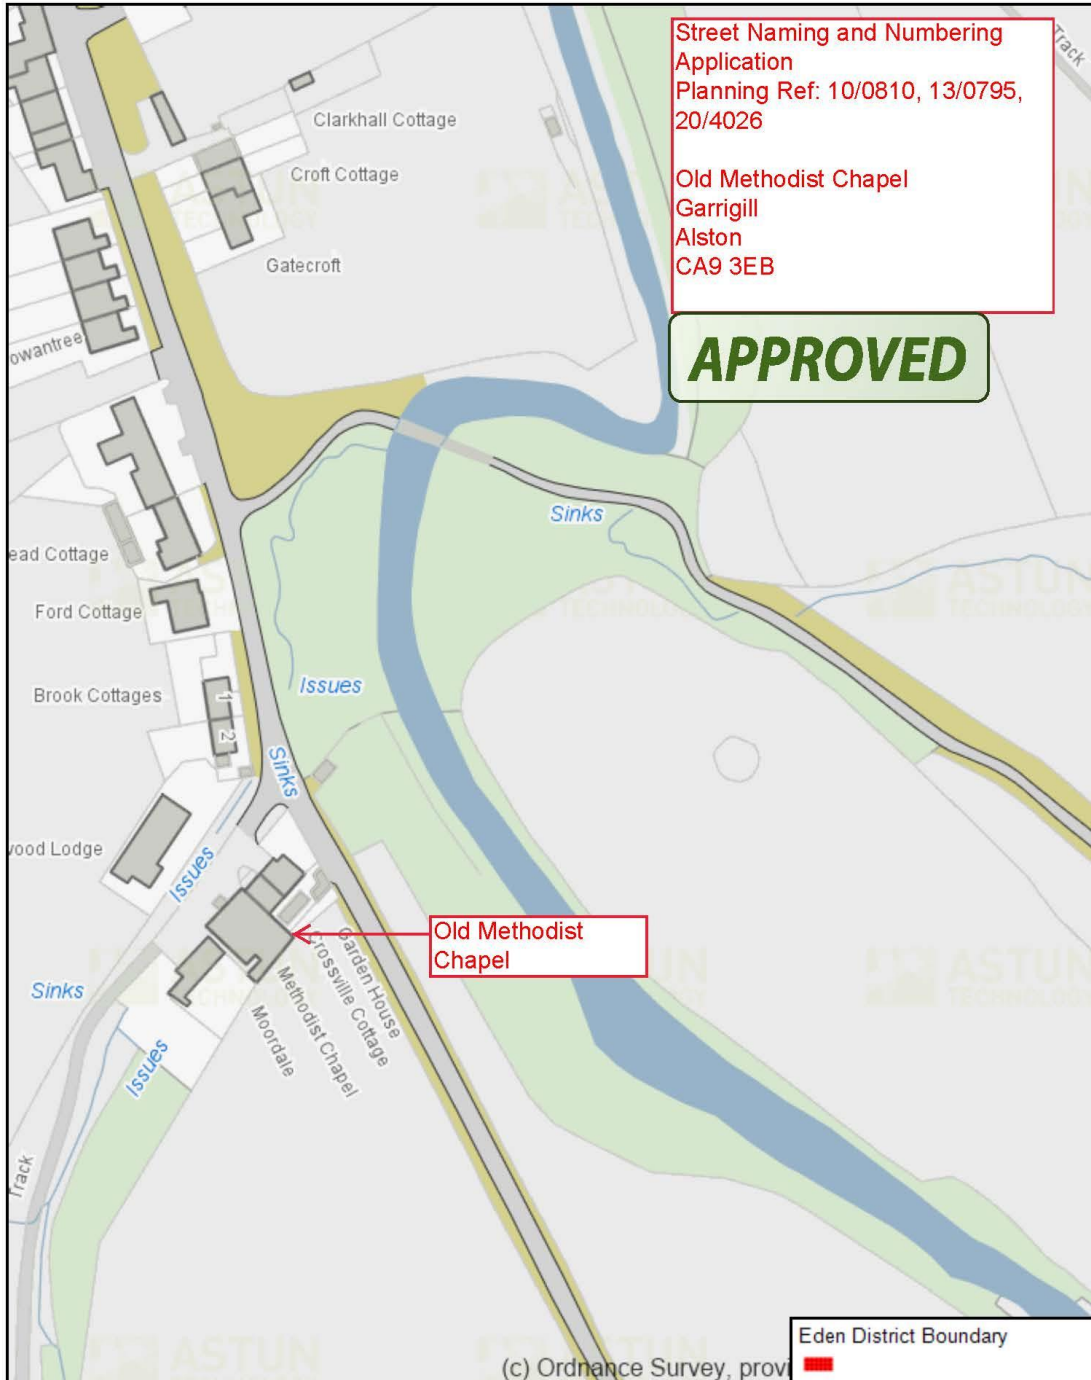 Street Naming and Numbering
Application
Planning Ref: 10/0810, 13/0795,
20/4026
Old Methodist Chapel
Garrigill
Alston
CA9 3EB
APPROVED
Track
Clarkhall Cottage
Croft Cottage
Gatecroft
owantree
Sinks
ead Cottage
Ford Cottage
Brook Cottages
1
2
Issues
Sinks
wood Lodge
Issues
Old Methodist
Chapel
Garden House
Crossville Cottage
Methodist Chapel
Moordale
Sinks
Issues
Track
ASTUN
TECHNOLOGY
(c) Ordnance Survey, provi
Eden District Boundary